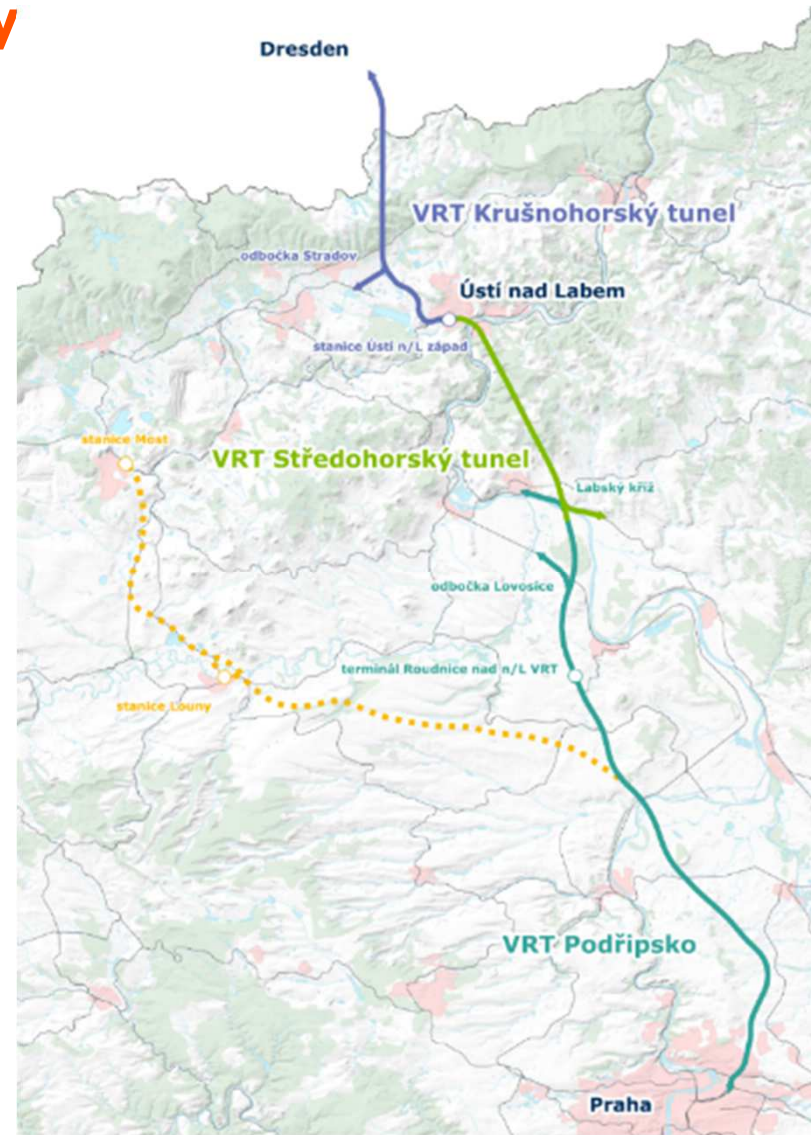 y
Dresden
VRT Krušnohorský tunel
odbočka Stradov
Ústí nad Labem
stanice Ústí n/L západ
stanice Most
VRT Středohorský tunel
Labský kříž
odbočka Lovosice
terminál Roudnice nad n/L VRT
stanice Louny
VRT Podřipsko
Praha